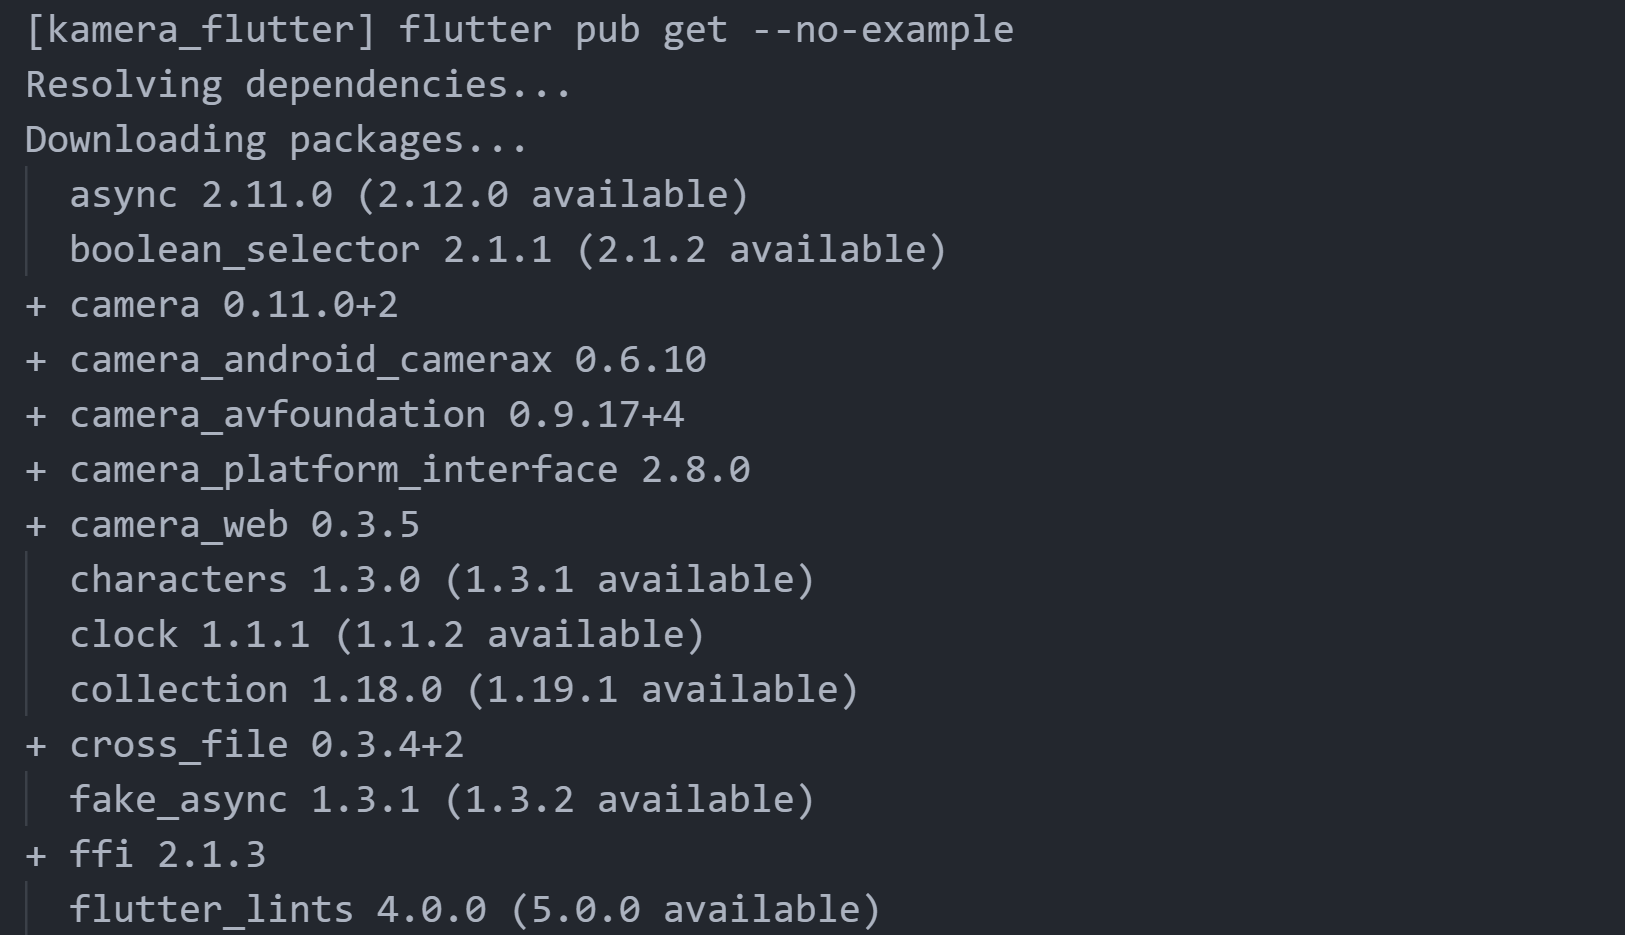 [kamera_flutter] flutter pub get --no-example
Resolving dependencies...
Downloading packages...
async 2.11.0 (2.12.0 available)
boolean_selector 2.1.1 (2.1.2 available)
+ camera 0.11.0+2
+ camera_android_camerax 0.6.10
+ camera_avfoundation 0.9.17+4
+ camera_platform_interface 2.8.0
+ camera_web 0.3.5
characters 1.3.0 (1.3.1 available)
clock 1.1.1 (1.1.2 available)
collection 1.18.0 (1.19.1 available)
+ cross_file 0.3.4+2
fake_async 1.3.1 (1.3.2 available)
+ ffi 2.1.3
flutter_lints 4.0.0 (5.0.0 available)